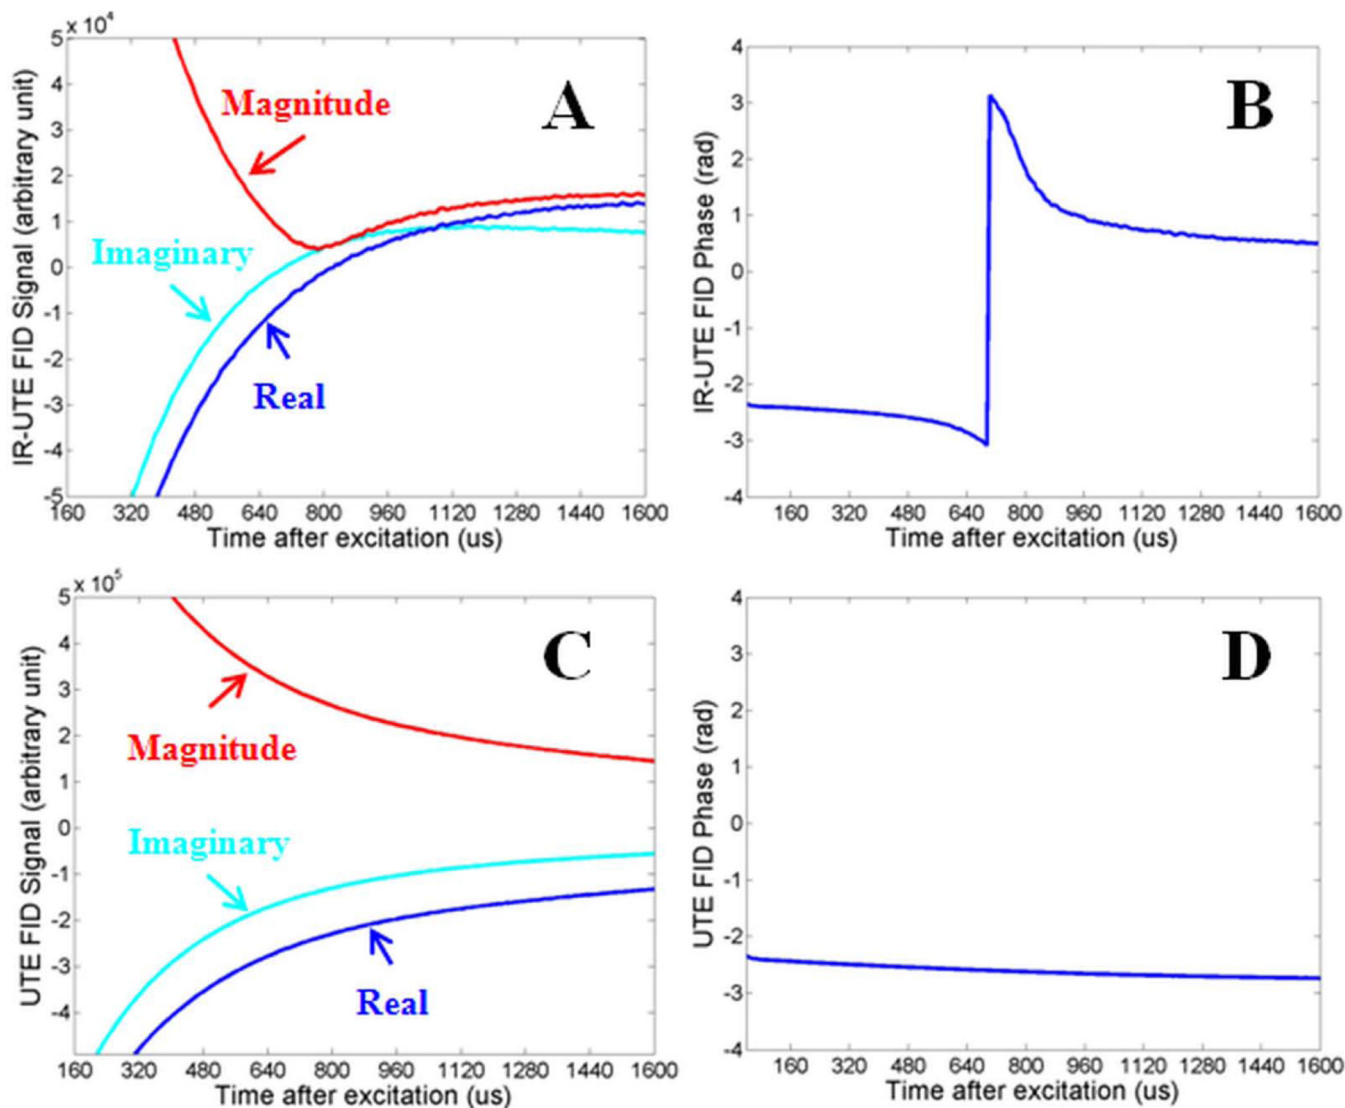 5 x 10⁴
4
3
2
1
0
-1
-2
-3
-4
-5
IR-UTE FID Signal (arbitrary unit)
Magnitude
Imaginary
Real
A
160 320 480 640 800 960 1120 1280 1440 1600
Time after excitation (us)
4
3
2
1
0
-1
-2
-3
-4
IR-UTE FID Phase (rad)
B
160 320 480 640 800 960 1120 1280 1440 1600
Time after excitation (us)
5 x 10⁵
4
3
2
1
0
-1
-2
-3
-4
UTE FID Signal (arbitrary unit)
C
Magnitude
Imaginary
Real
160 320 480 640 800 960 1120 1280 1440 1600
Time after excitation (us)
4
3
2
1
0
-1
-2
-3
-4
UTE FID Phase (rad)
D
160 320 480 640 800 960 1120 1280 1440 1600
Time after excitation (us)